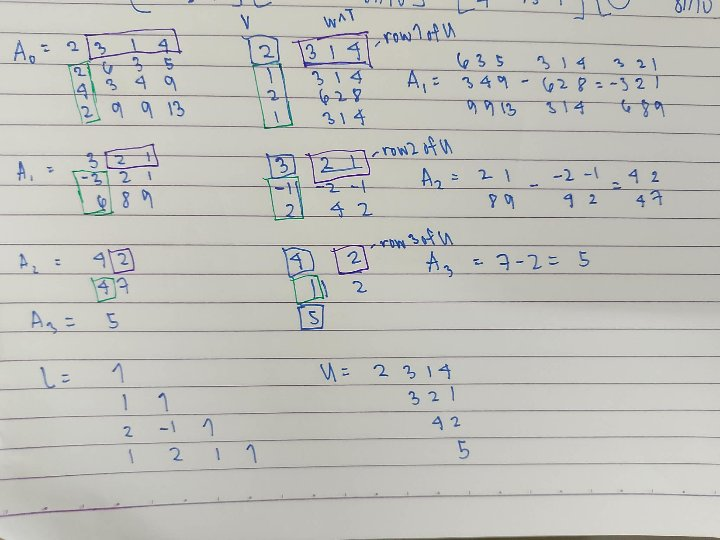 V W^T
A0 = 2 3 1 4 2 3 1 4 row 1 of U
2 6 3 5 1 3 1 4 6 3 5 3 1 4 3 2 1
4 3 4 9 2 6 2 8 A1 = 3 4 9 - 6 2 8 = -3 2 1
2 9 9 13 1 3 1 4 9 9 13 3 1 4 6 8 9
A1 = 3 2 1 3 2 1 row 2 of U
-3 2 1 -1 -2 -1 A2 = 2 1 - -2 -1 = 4 2
6 8 9 2 4 2 8 9 4 2 4 7
A2 = 4 2 4 2 row 3 of U
4 7 1 2 A3 = 7 - 2 = 5
A3 = 5 5
L = 1 U = 2 3 1 4
1 1 3 2 1
2 -1 1 4 2
1 2 1 1 5